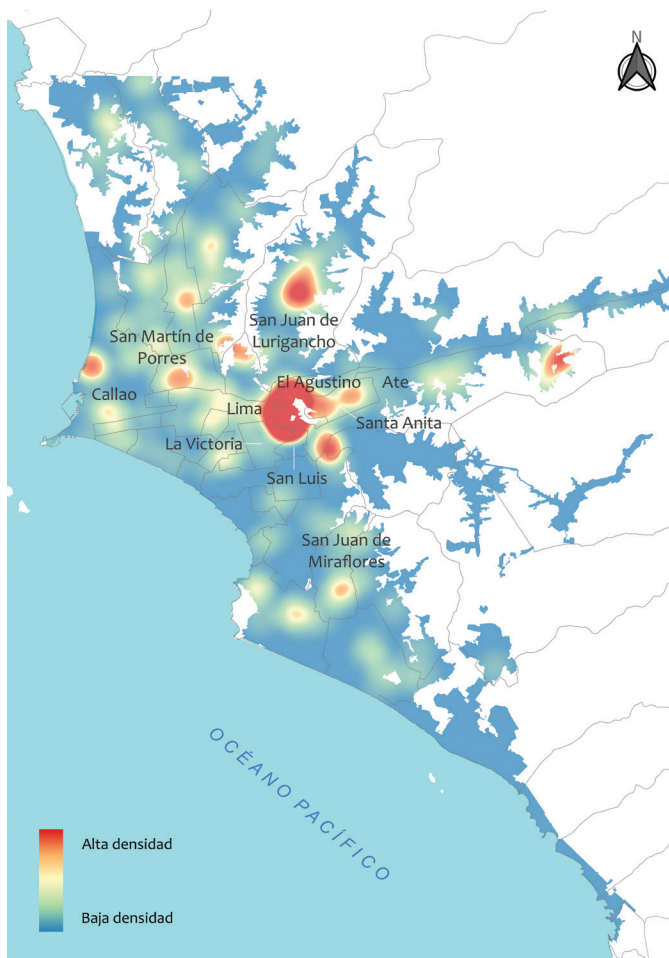 N
San Juan de
Lurigancho
San Martín de
Porres
El Agustino
Ate
Callao
Lima
Santa Anita
La Victoria
San Luis
San Juan de
Miraflores
OCÉANO PACÍFICO
Alta densidad
Baja densidad